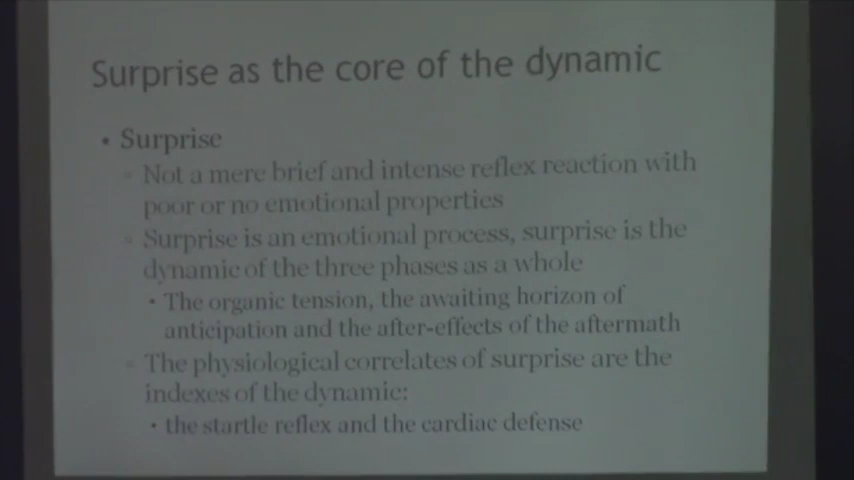 Surprise as the core of the dynamic
• Surprise
▫ Not a mere brief and intense reflex reaction with
poor or no emotional properties
▫ Surprise is an emotional process, surprise is the
dynamic of the three phases as a whole
• The organic tension, the awaiting horizon of
anticipation and the after-effects of the aftermath
▫ The physiological correlates of surprise are the
indexes of the dynamic:
• the startle reflex and the cardiac defense